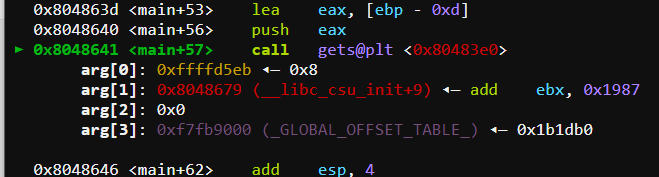 0x804863d <main+53> lea eax, [ebp - 0xd]
0x8048640 <main+56> push eax
► 0x8048641 <main+57> call gets@plt <0x80483e0>
arg[0]: 0xffffd5eb ◂— 0x8
arg[1]: 0x8048679 (__libc_csu_init+9) ◂— add ebx, 0x1987
arg[2]: 0x0
arg[3]: 0xf7fb9000 (_GLOBAL_OFFSET_TABLE_) ◂— 0x1b1db0
0x8048646 <main+62> add esp, 4